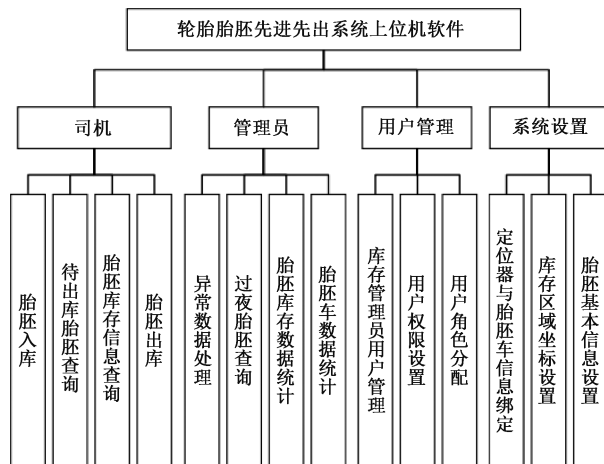 轮胎胎胚先进先出系统上位机软件
司机
管理员
用户管理
系统设置
胎胚入库
待出库胎胚查询
胎胚库存信息查询
胎胚出库
异常数据处理
过夜胎胚查询
胎胚库存数据统计
胎胚车数据统计
库存管理员用户管理
用户权限设置
用户角色分配
定位器与胎胚车信息绑定
库存区域坐标设置
胎胚基本信息设置